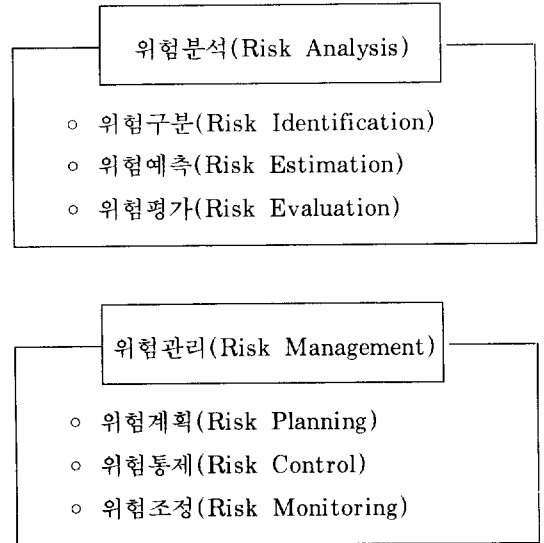 위험분석(Risk Analysis)
○ 위험구분(Risk Identification)
○ 위험예측(Risk Estimation)
○ 위험평가(Risk Evaluation)
위험관리(Risk Management)
○ 위험계획(Risk Planning)
○ 위험통제(Risk Control)
○ 위험조정(Risk Monitoring)